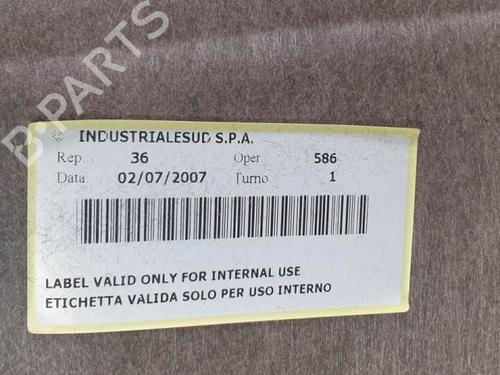 B-PARTS
INDUSTRIALESUD S.P.A.
Rep. 36 Oper 586
Data 02/07/2007 Turno 1
LABEL VALID ONLY FOR INTERNAL USE
ETICHETTA VALIDA SOLO PER USO INTERNO